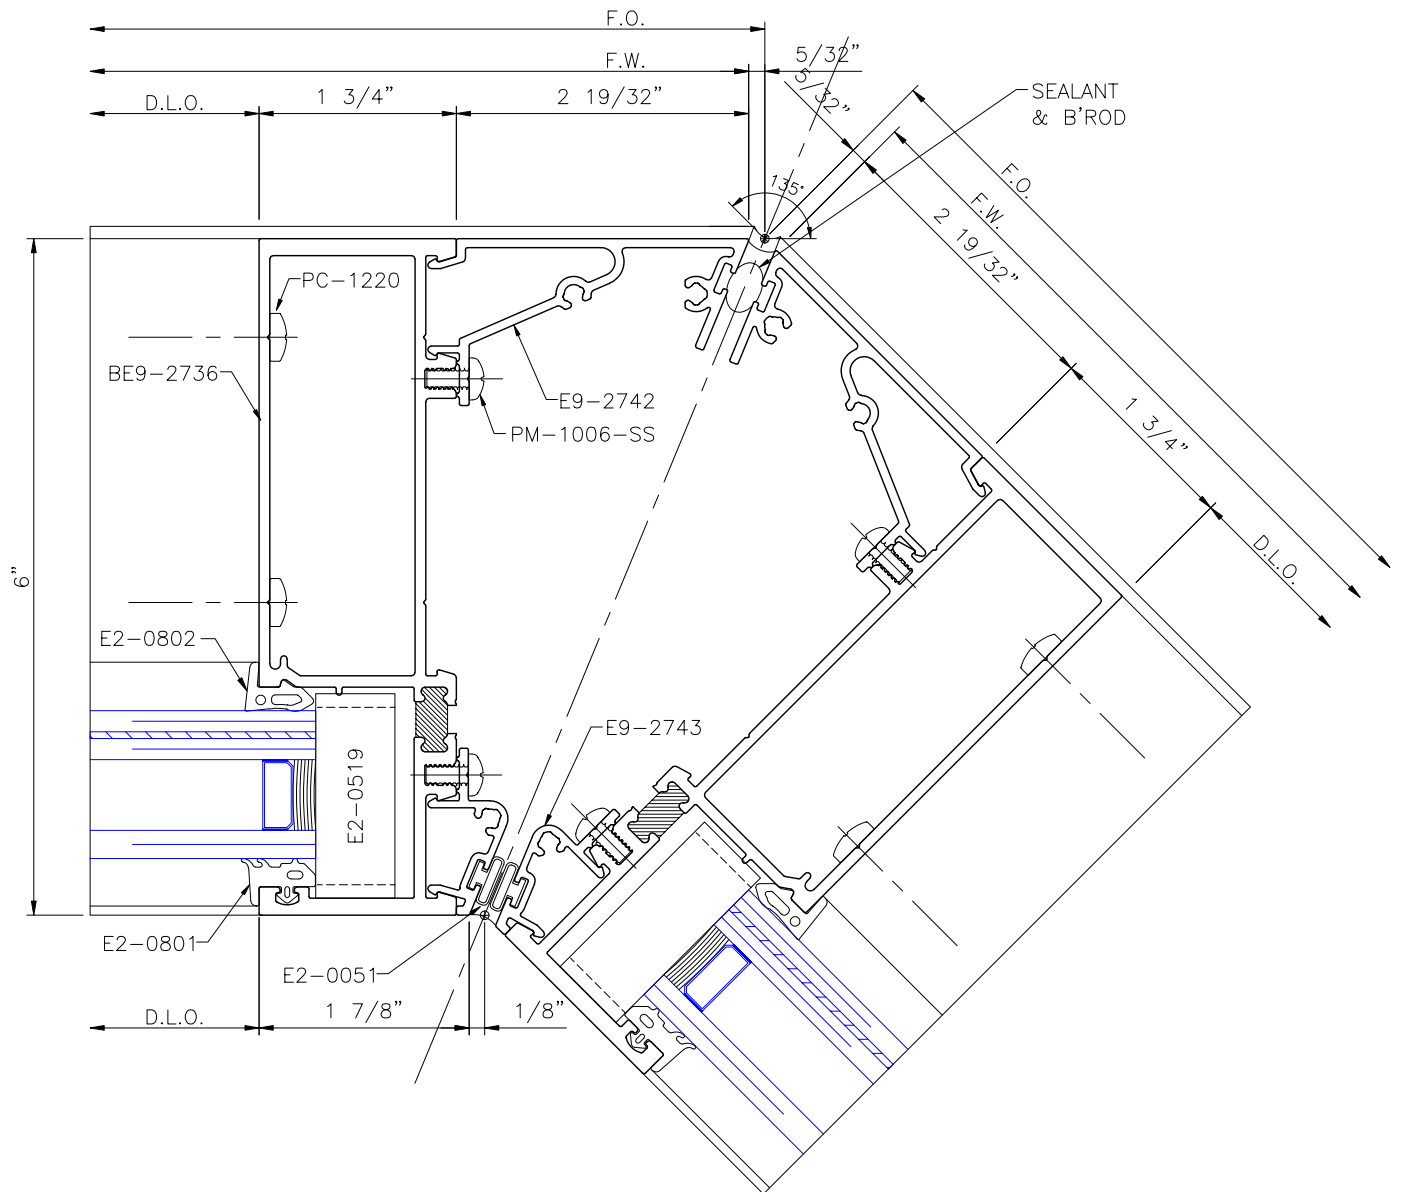 F.O.
F.W.
5/32”
D.L.O.
1 3/4”
2 19/32”
5/32”
SEALANT
& B’ROD
135°
F.O.
F.W.
2 19/32”
1 3/4”
D.L.O.
PC-1220
BE9-2736
E9-2742
PM-1006-SS
6”
E2-0802
E9-2743
E2-0519
E2-0801
E2-0051
D.L.O.
1 7/8”
1/8”